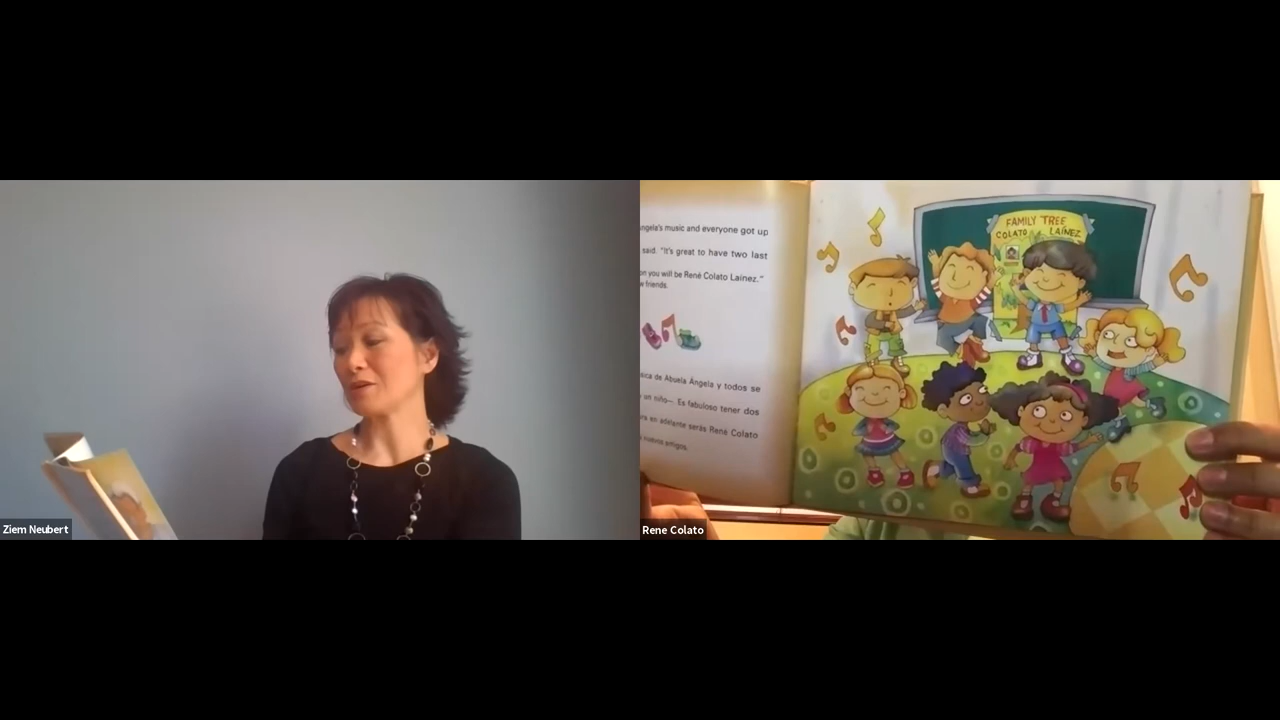 Ziem Neubert
ngela's music and everyone got up
said. "It's great to have two last
on you will be René Colato Laínez."
friends.
sica de Abuela Ángela y todos se
un niño—. Es fabuloso tener dos
ra en adelante serás René Colato
nuevos amigos.
FAMILY TREE
COLATO LAÍNEZ
Rene Colato